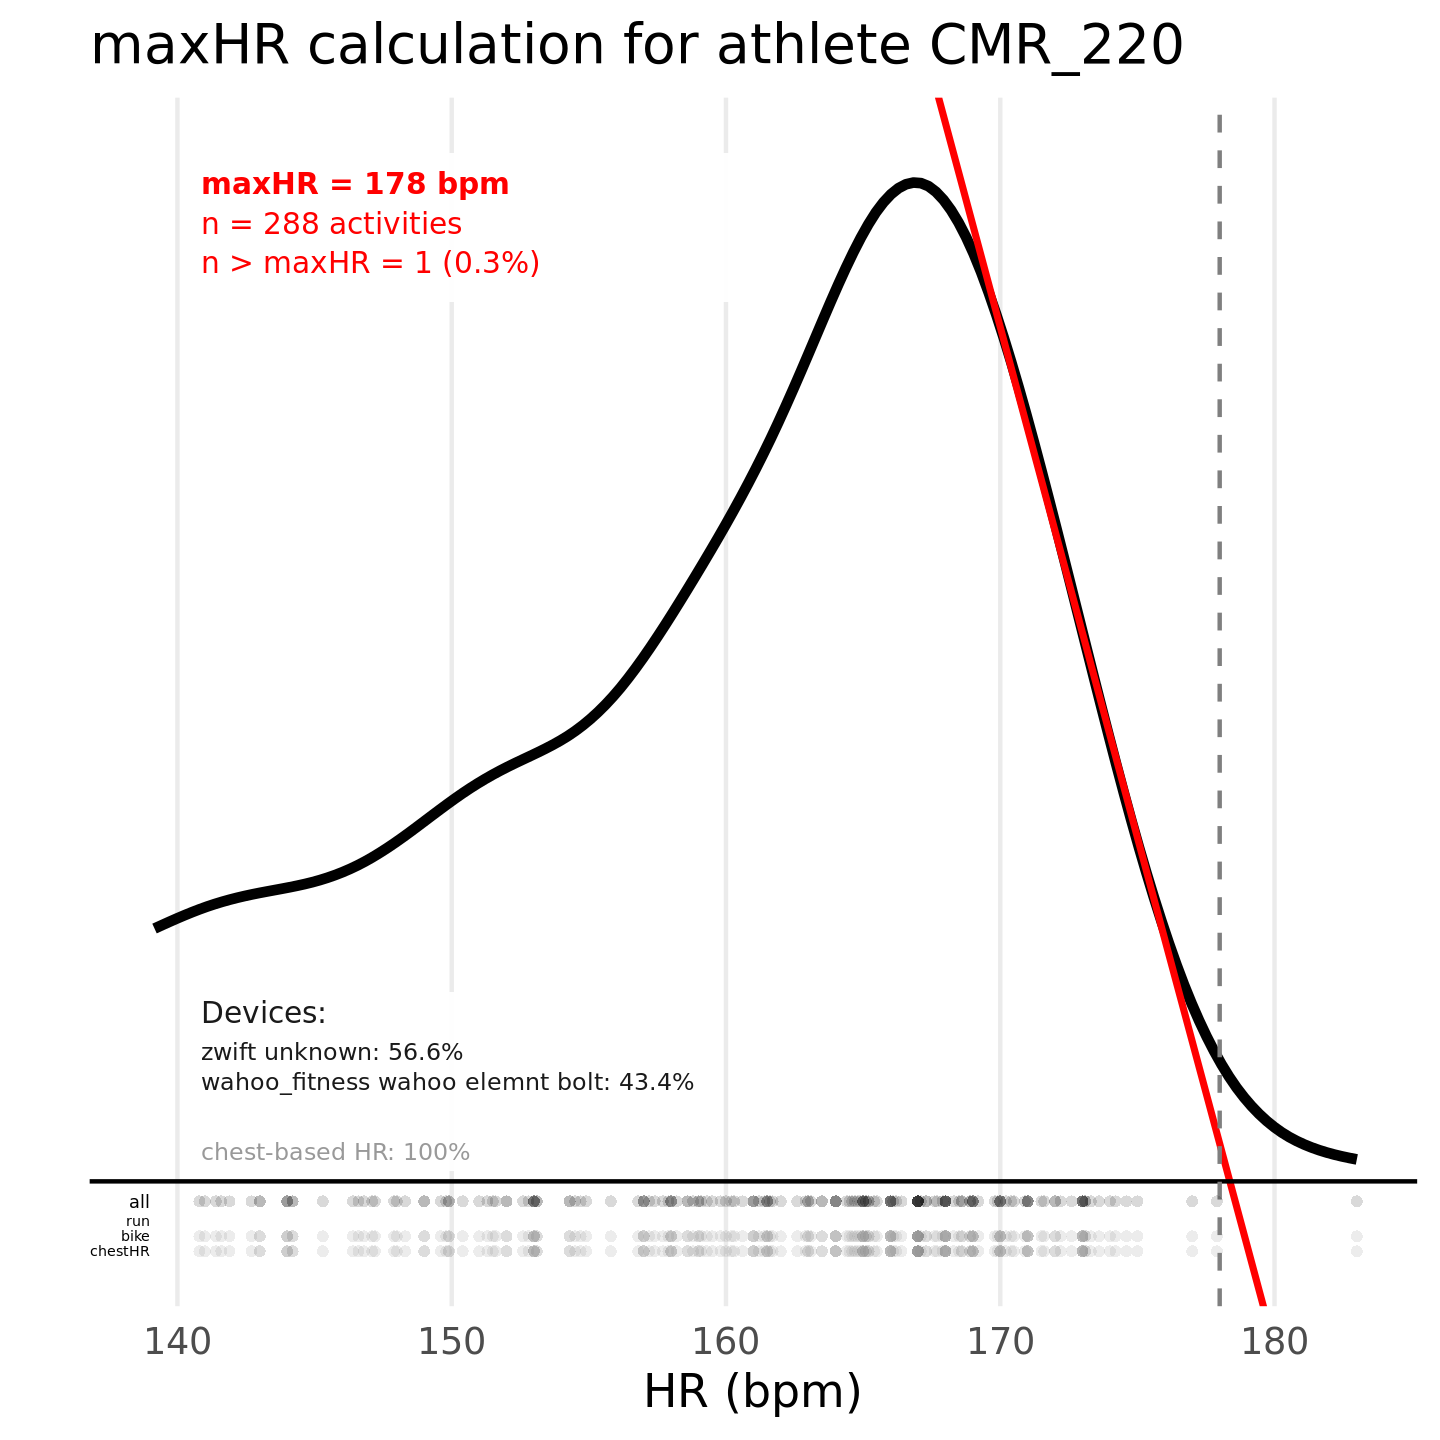 maxHR calculation for athlete CMR_220
maxHR = 178 bpm
n = 288 activities
n > maxHR = 1 (0.3%)
Devices:
zwift unknown: 56.6%
wahoo_fitness wahoo elemnt bolt: 43.4%
chest-based HR: 100%
all
run
bike
chestHR
140 150 160 170 180
HR (bpm)